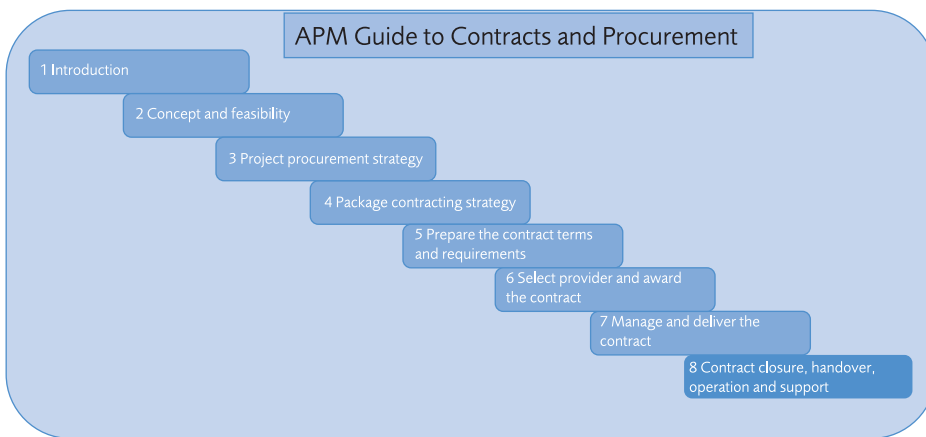 APM Guide to Contracts and Procurement
1 Introduction
2 Concept and feasibility
3 Project procurement strategy
4 Package contracting strategy
5 Prepare the contract terms
and requirements
6 Select provider and award
the contract
7 Manage and deliver the
contract
8 Contract closure, handover,
operation and support